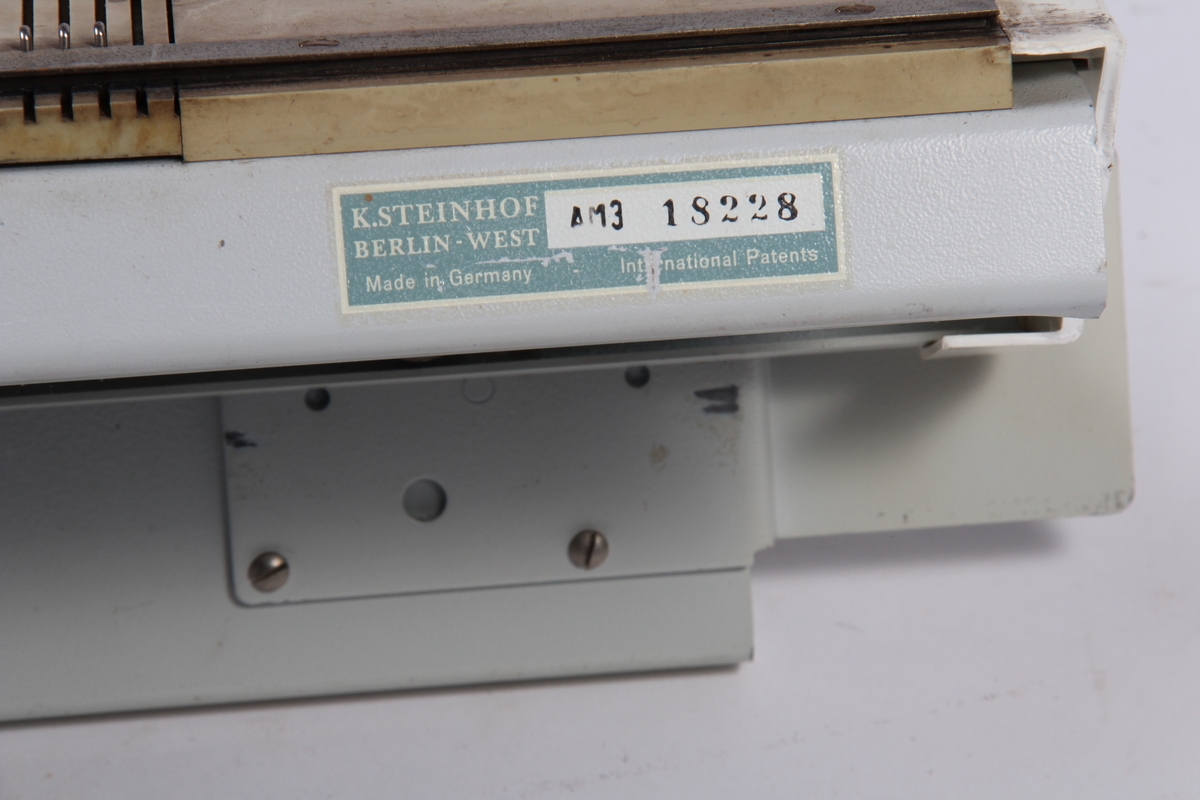 K.STEINHOF AM3 18228
BERLIN-WEST
Made in Germany International Patents